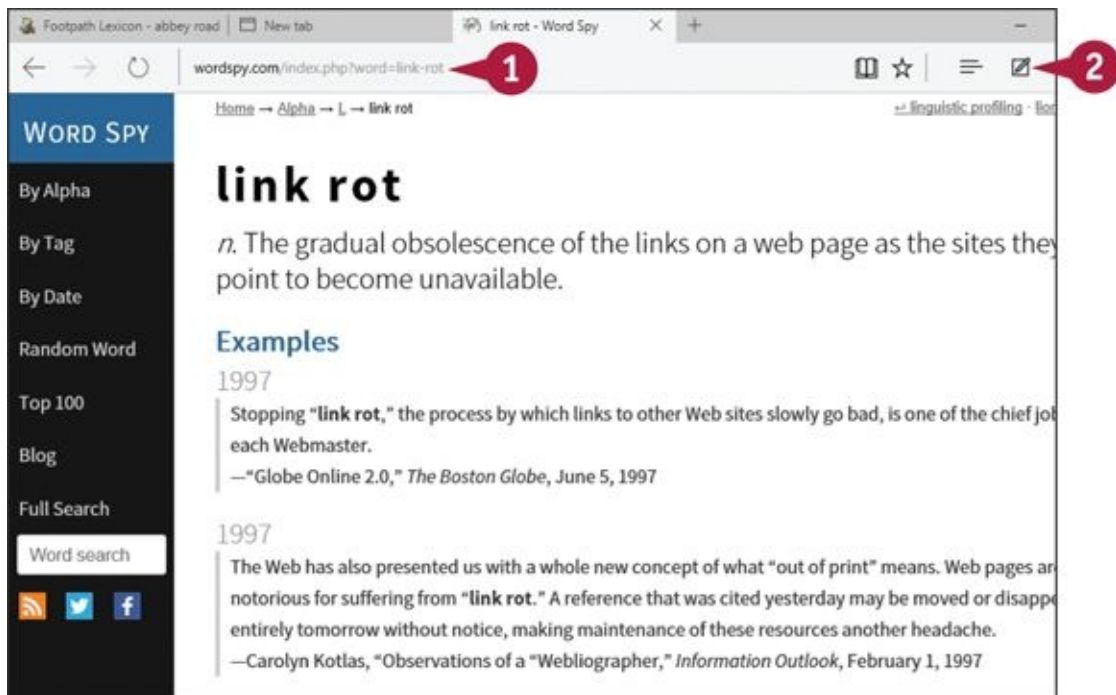 Footpath Lexicon - abbey road
New tab
link rot - Word Spy
wordspy.com/index.php?word=link-rot
1
2
Home → Alpha → L → link rot
↩ linguistic profiling · lion
WORD SPY
By Alpha
By Tag
By Date
Random Word
Top 100
Blog
Full Search
Word search
link rot
n. The gradual obsolescence of the links on a web page as the sites they
point to become unavailable.
Examples
1997
Stopping “link rot,” the process by which links to other Web sites slowly go bad, is one of the chief job
each Webmaster.
—“Globe Online 2.0,” The Boston Globe, June 5, 1997
1997
The Web has also presented us with a whole new concept of what “out of print” means. Web pages are
notorious for suffering from “link rot.” A reference that was cited yesterday may be moved or disappe
entirely tomorrow without notice, making maintenance of these resources another headache.
—Carolyn Kotlas, “Observations of a “Webliographer,” Information Outlook, February 1, 1997